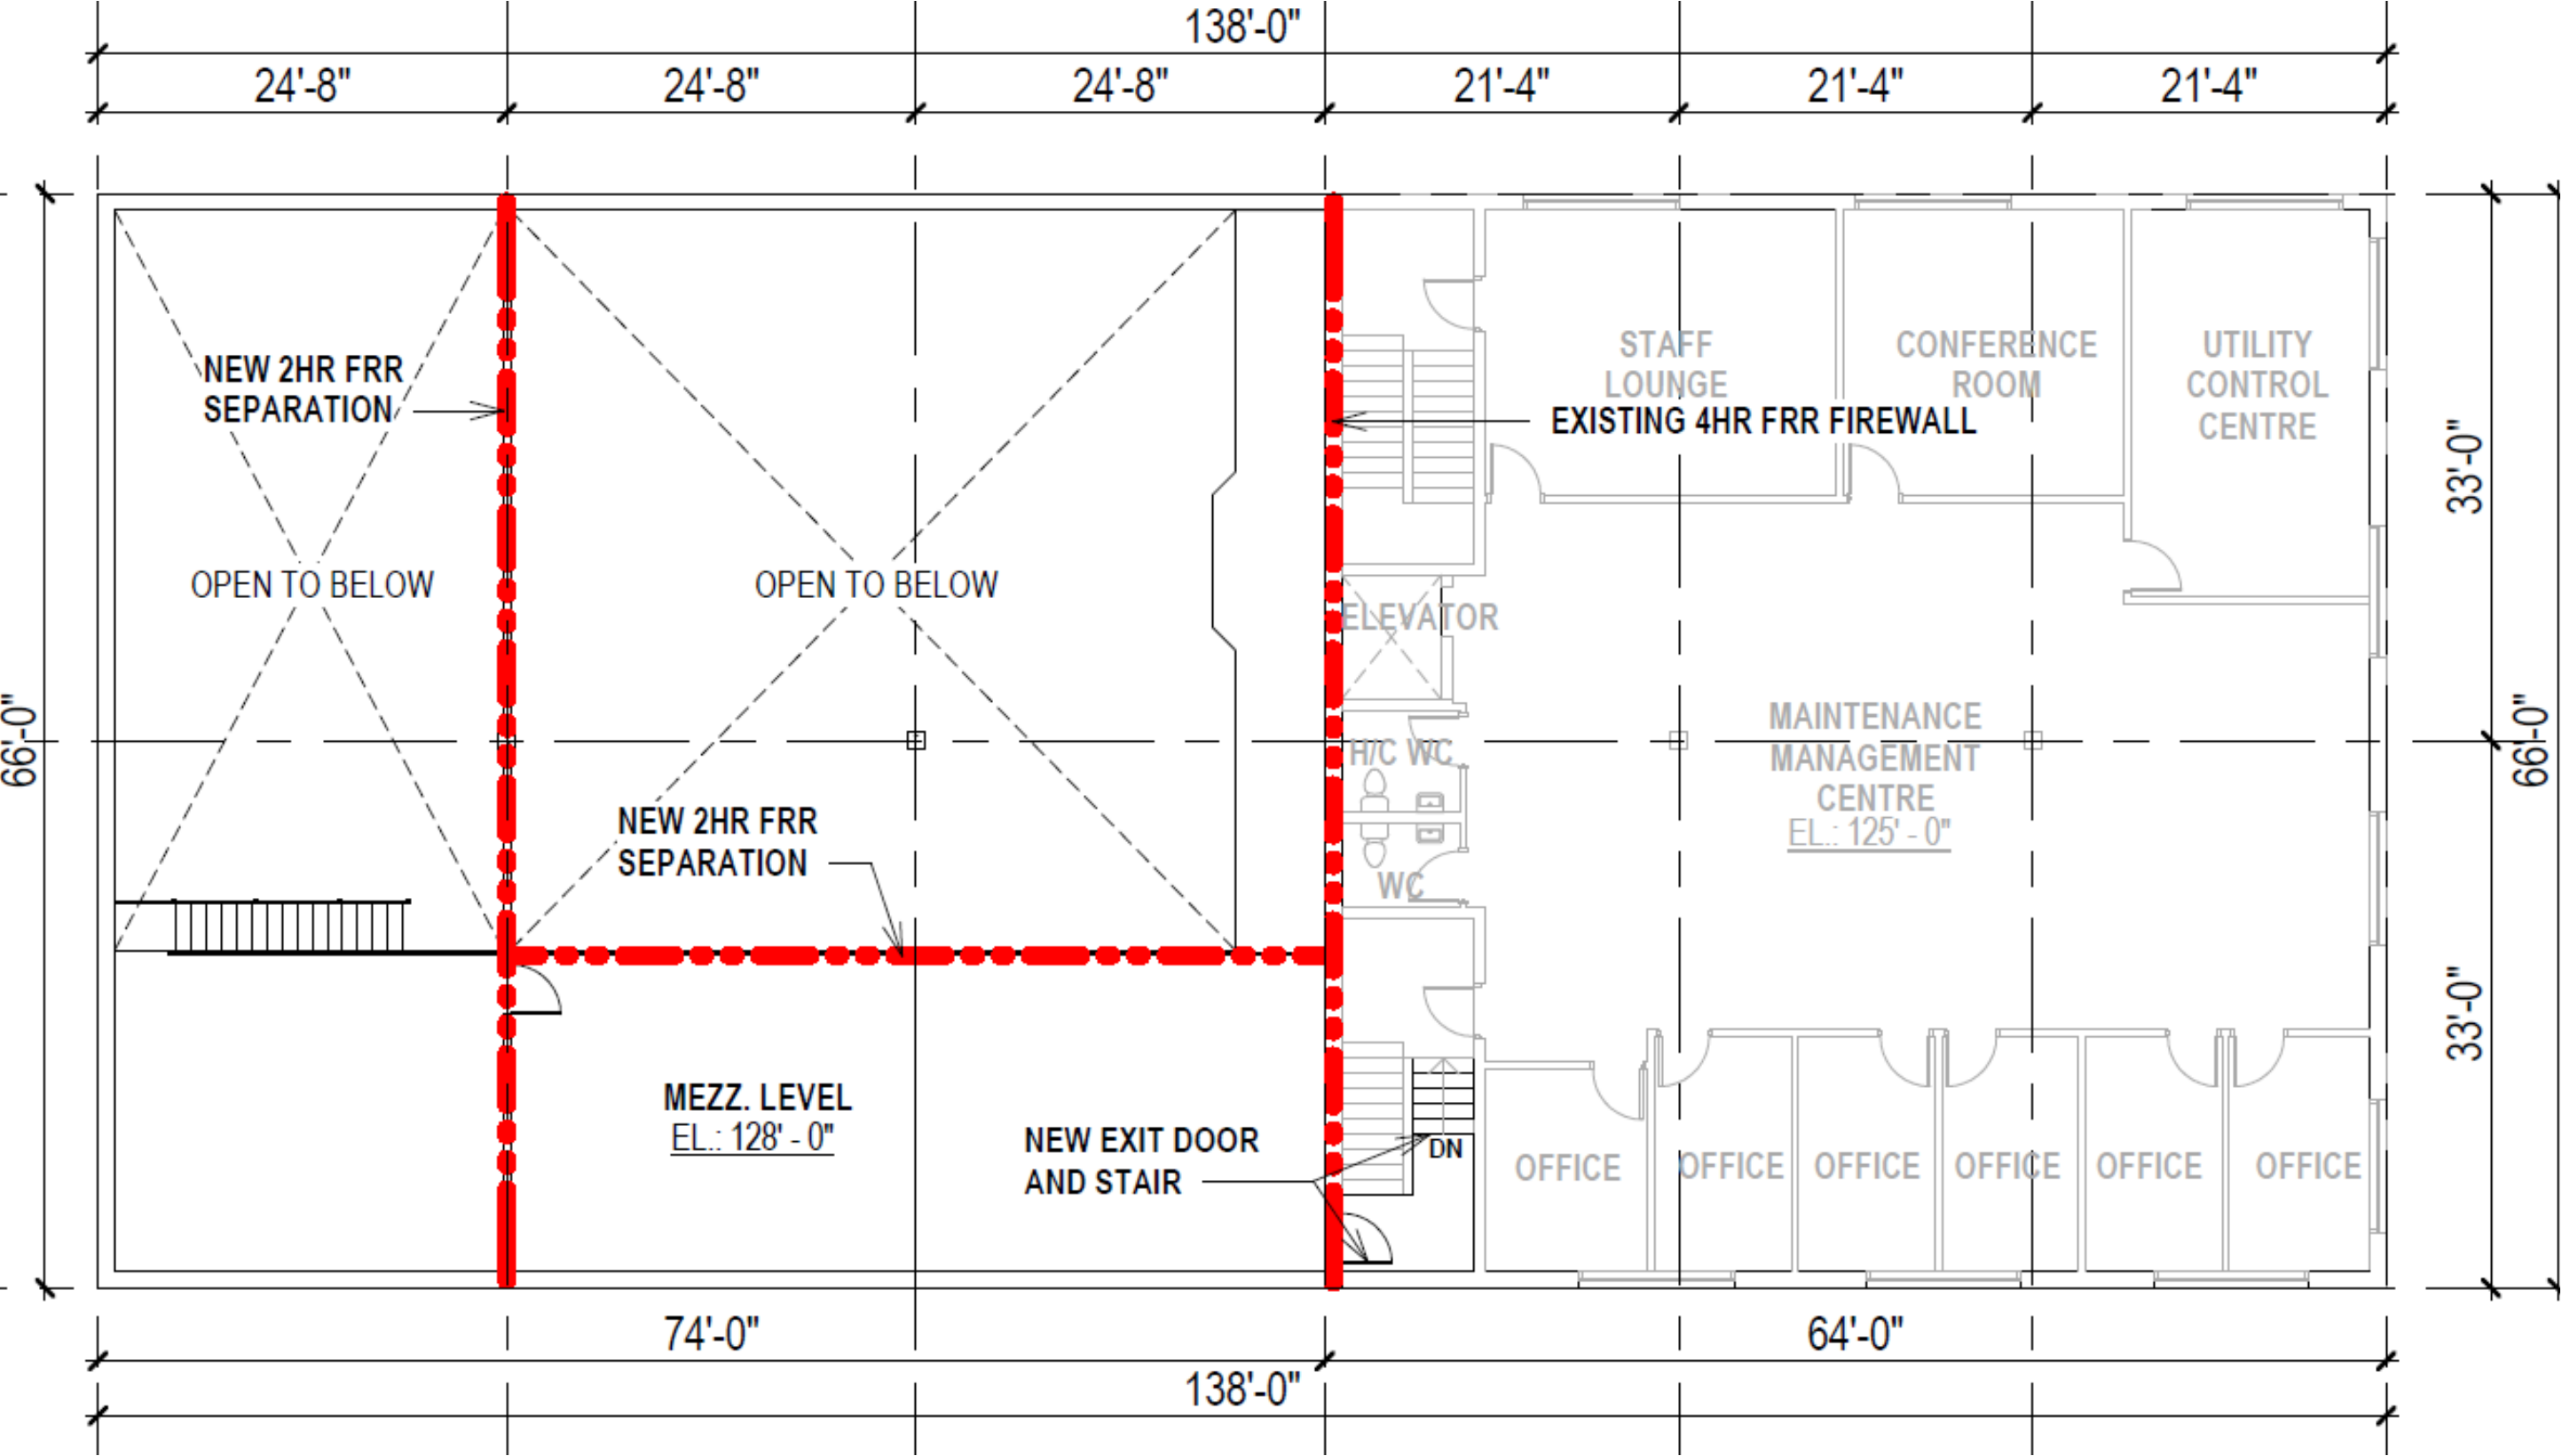 138'-0"
24'-8"
24'-8"
24'-8"
21'-4"
21'-4"
21'-4"
NEW 2HR FRR
SEPARATION
STAFF
LOUNGE
CONFERENCE
ROOM
UTILITY
CONTROL
CENTRE
EXISTING 4HR FRR FIREWALL
33'-0"
OPEN TO BELOW
OPEN TO BELOW
ELEVATOR
66'-0"
H/C WC
MAINTENANCE
MANAGEMENT
CENTRE
EL.: 125' - 0"
66'-0"
NEW 2HR FRR
SEPARATION
WC
33'-0"
MEZZ. LEVEL
EL.: 128' - 0"
NEW EXIT DOOR
AND STAIR
DN
OFFICE
OFFICE
OFFICE
OFFICE
OFFICE
OFFICE
74'-0"
64'-0"
138'-0"